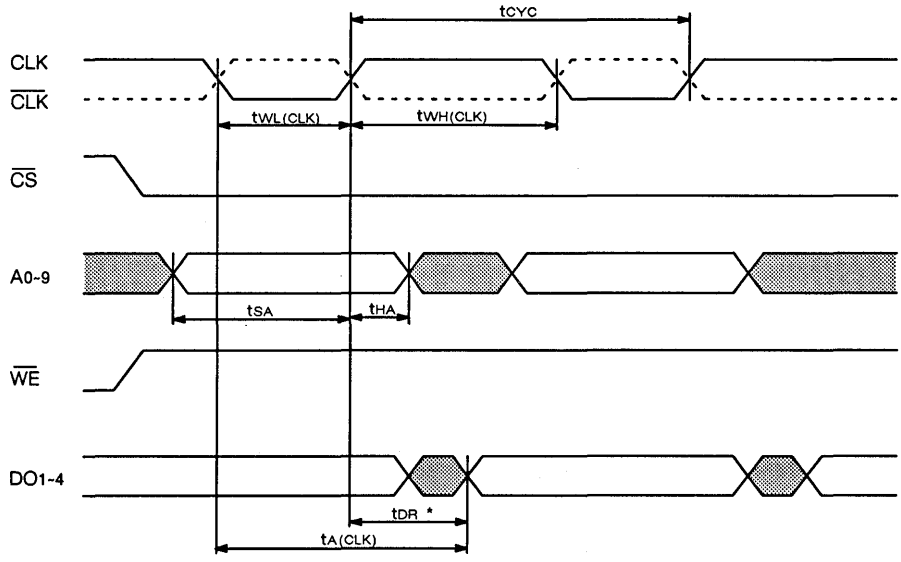 tCYC
CLK
CLK
tWL(CLK) tWH(CLK)
CS
A0~9
tSA tHA
WE
DO1~4
tDR *
tA(CLK)